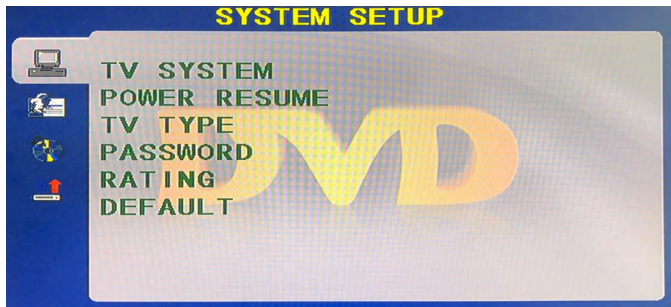 SYSTEM SETUP
TV SYSTEM
POWER RESUME
TV TYPE
PASSWORD
RATING
DEFAULT
DVD